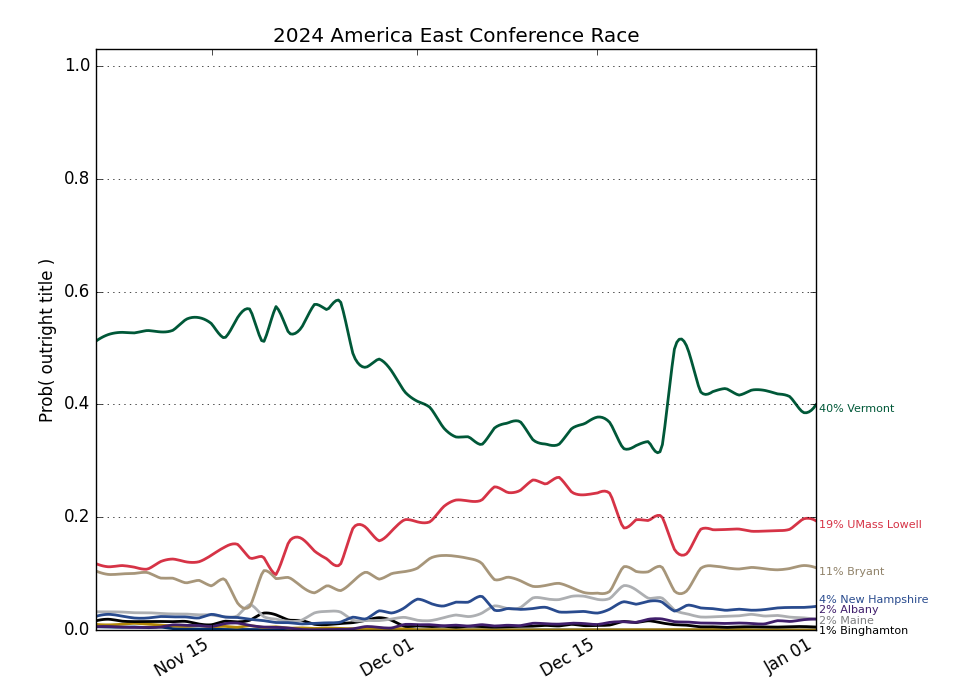 2024 America East Conference Race
1.0
0.8
0.6
0.4
0.2
0.0
Prob( outright title )
Nov 15
Dec 01
Dec 15
Jan 01
40% Vermont
19% UMass Lowell
11% Bryant
4% New Hampshire
2% Albany
2% Maine
1% Binghamton